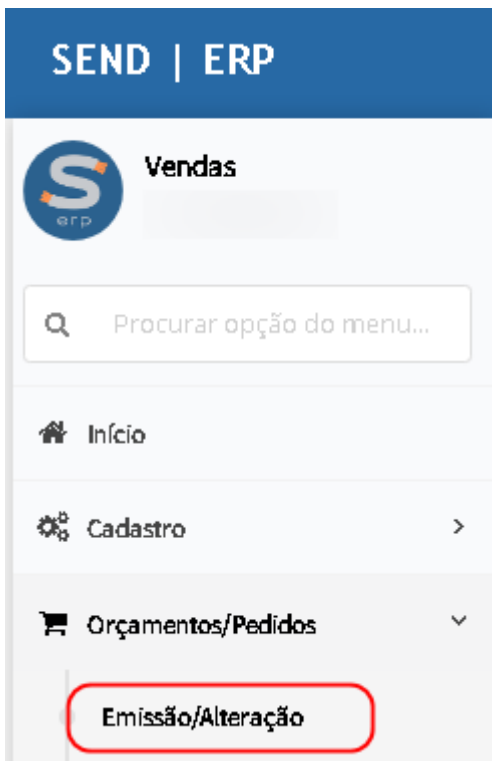 SEND | ERP
Vendas
S
erp
Procurar opção do menu...
Início
Cadastro
Orçamentos/Pedidos
Emissão/Alteração